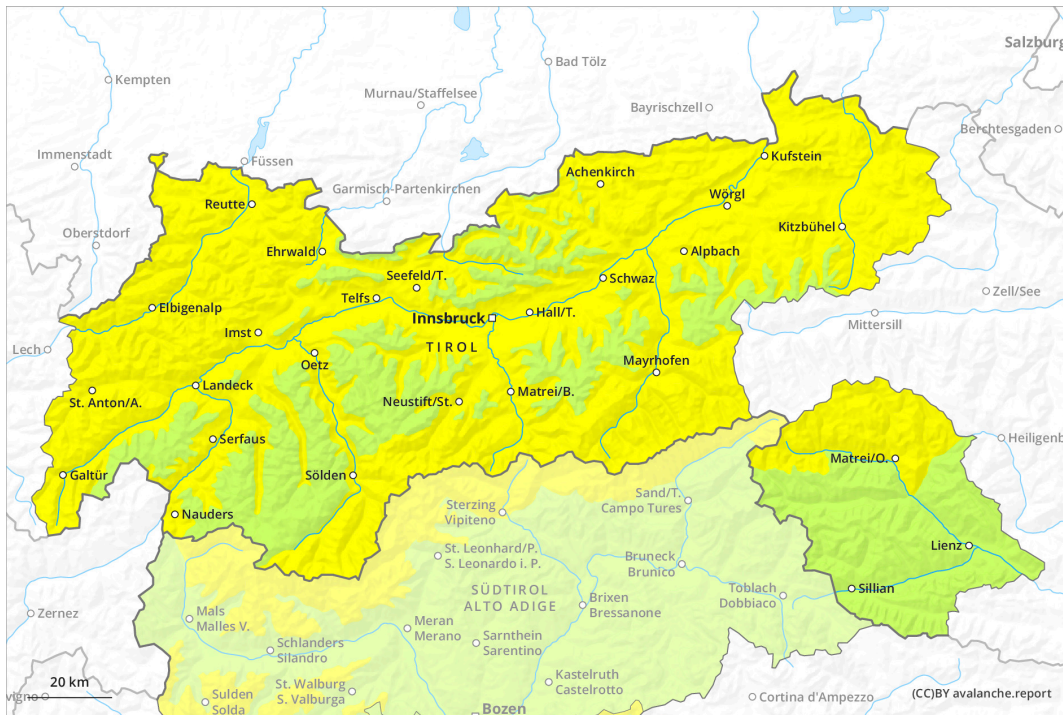 Salzburg
Bad Tölz
Kempten
Murnau/Staffelsee
Bayrischzell
Berchtesgaden
Immenstadt
Füssen
Kufstein
Achenkirch
Garmisch-Partenkirchen
Reutte
Wörgl
Oberstdorf
Kitzbühel
Ehrwald
Alpbach
Seefeld/T.
Schwaz
Zell/See
Telfs
Elbigenalp
Innsbruck
Hall/T.
Mittersill
Imst
TIROL
Lech
Oetz
Mayrhofen
Landeck
Matrei/B.
St. Anton/A.
Neustift/St.
Serfaus
Heiligenb
Matrei/O.
Galtür
Sölden
Sand/T.
Campo Tures
Sterzing
Vipiteno
Nauders
Lienz
St. Leonhard/P.
S. Leonardo i. P.
Bruneck
Brunico
SÜDTIROL
ALTO ADIGE
Toblach
Dobbiaco
Sillian
Brixen
Bressanone
Zernez
Mals
Malles V.
Meran
Merano
Sarnthein
Sarentino
Schlanders
Silandro
Kastelruth
Castelrotto
20 km
St. Walburg
S. Valburga
vigno
Sulden
Solda
Cortina d'Ampezzo
(CC)BY avalanche.report
Bozen